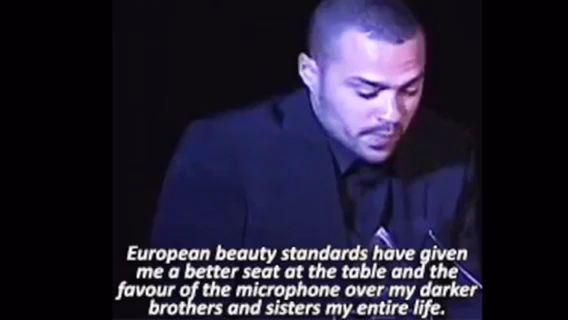 European beauty standards have given
me a better seat at the table and the
favour of the microphone over my darker
brothers and sisters my entire life.